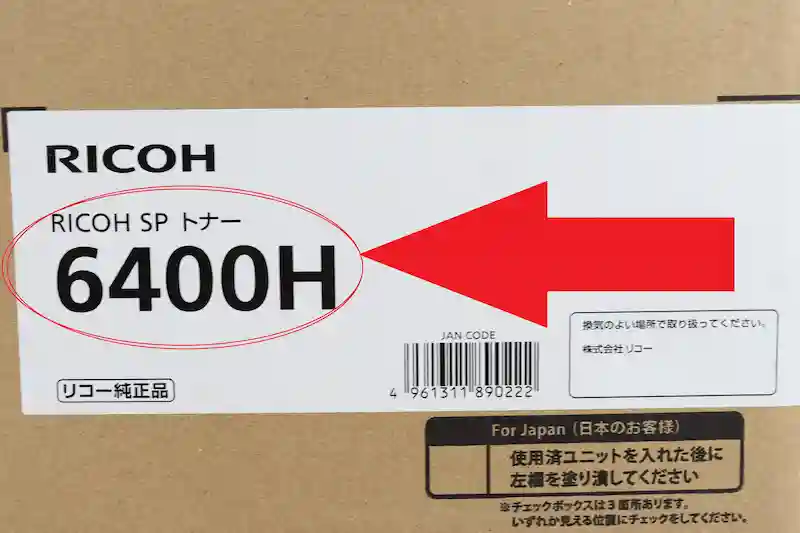 RICOH
RICOH SP トナー
6400H
リコー純正品
JAN CODE
4 961311 890222
換気のよい場所で取り扱ってください。
株式会社リコー
For Japan (日本のお客様)
使用済ユニットを入れた後に
左欄を塗り潰してください
※チェックボックスは3箇所あります。
いずれか見える位置にチェックをしてください。